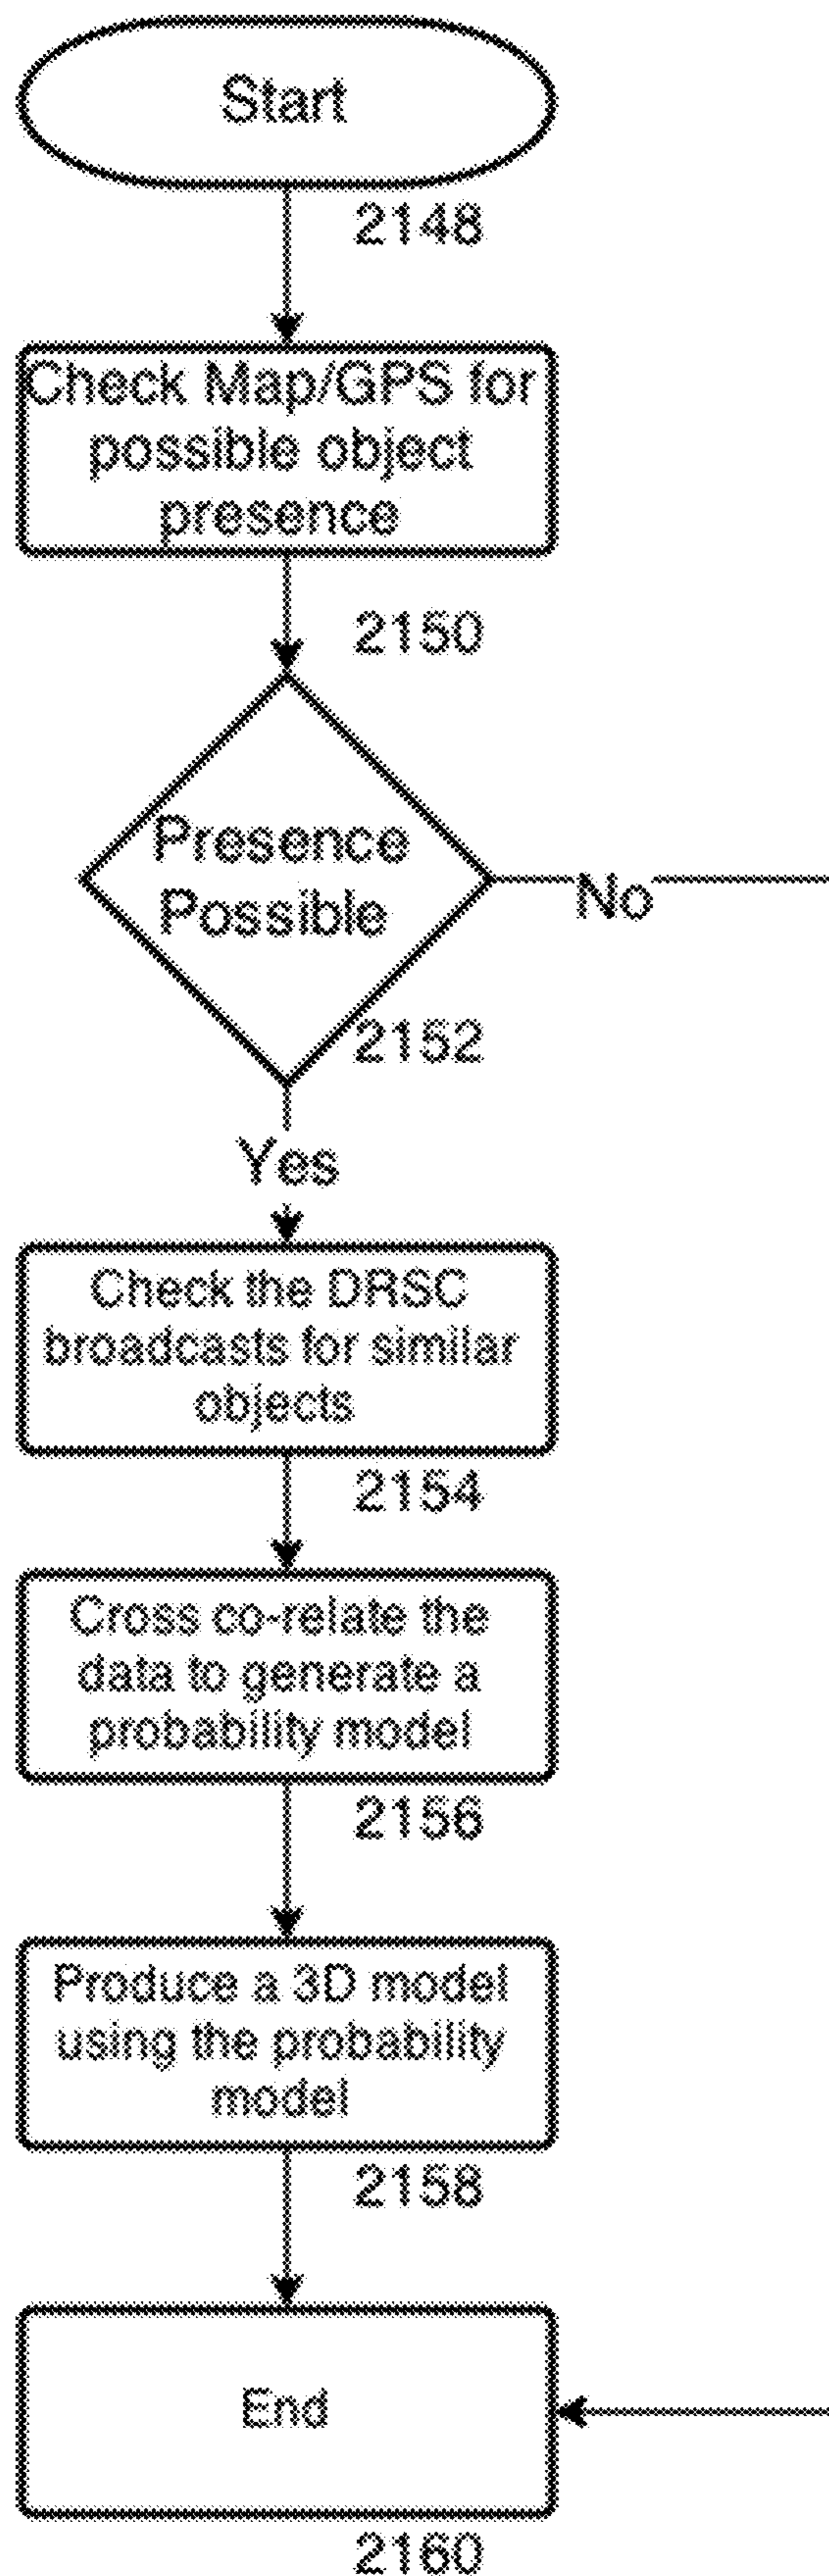 Start
2148
Check Map/GPS for
possible object
presence
2150
Presence
Possible
No
2152
Yes
Check the DRSC
broadcasts for similar
objects
2154
Cross co-relate the
data to generate a
probability model
2156
Produce a 3D model
using the probability
model
2158
End
2160